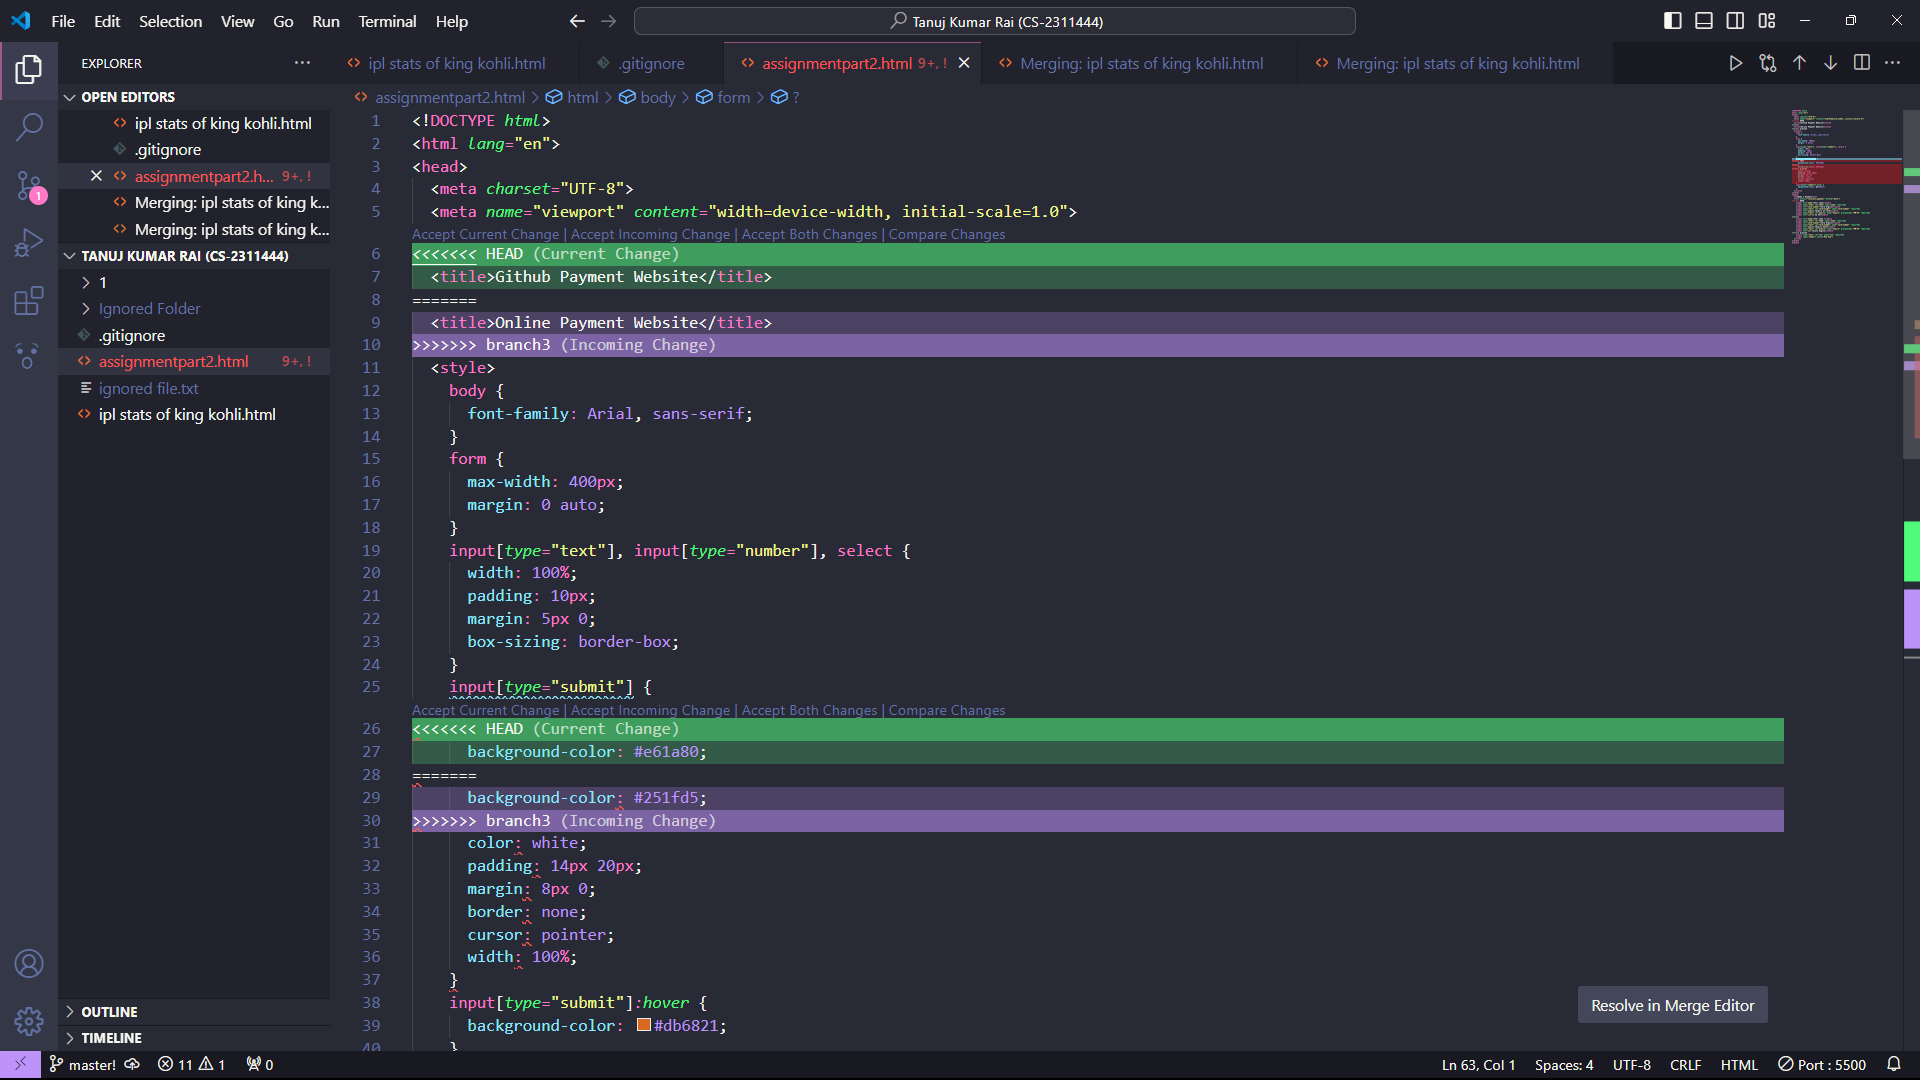 File Edit Selection View Go Run Terminal Help
Tanuj Kumar Rai (CS-2311444)
EXPLORER
OPEN EDITORS
ipl stats of king kohli.html
.gitignore
assignmentpart2.h... 9+, !
Merging: ipl stats of king k...
Merging: ipl stats of king k...
TANUJ KUMAR RAI (CS-2311444)
1
Ignored Folder
.gitignore
assignmentpart2.html 9+, !
ignored file.txt
ipl stats of king kohli.html
OUTLINE
TIMELINE
ipl stats of king kohli.html .gitignore assignmentpart2.html 9+, ! Merging: ipl stats of king kohli.html Merging: ipl stats of king kohli.html
assignmentpart2.html > html > body > form > ?
1 <!DOCTYPE html>
2 <html lang="en">
3 <head>
4 <meta charset="UTF-8">
5 <meta name="viewport" content="width=device-width, initial-scale=1.0">
Accept Current Change | Accept Incoming Change | Accept Both Changes | Compare Changes
6 <<<<<<< HEAD (Current Change)
7 <title>Github Payment Website</title>
8 =======
9 <title>Online Payment Website</title>
10 >>>>>>> branch3 (Incoming Change)
11 <style>
12 body {
13 font-family: Arial, sans-serif;
14 }
15 form {
16 max-width: 400px;
17 margin: 0 auto;
18 }
19 input[type="text"], input[type="number"], select {
20 width: 100%;
21 padding: 10px;
22 margin: 5px 0;
23 box-sizing: border-box;
24 }
25 input[type="submit"] {
Accept Current Change | Accept Incoming Change | Accept Both Changes | Compare Changes
26 <<<<<<< HEAD (Current Change)
27 background-color: #e61a80;
28 =======
29 background-color: #251fd5;
30 >>>>>>> branch3 (Incoming Change)
31 color: white;
32 padding: 14px 20px;
33 margin: 8px 0;
34 border: none;
35 cursor: pointer;
36 width: 100%;
37 }
38 input[type="submit"]:hover {
39 background-color: #db6821;
40 }
Resolve in Merge Editor
master! 11 1 0 Ln 63, Col 1 Spaces: 4 UTF-8 CRLF HTML Port : 5500